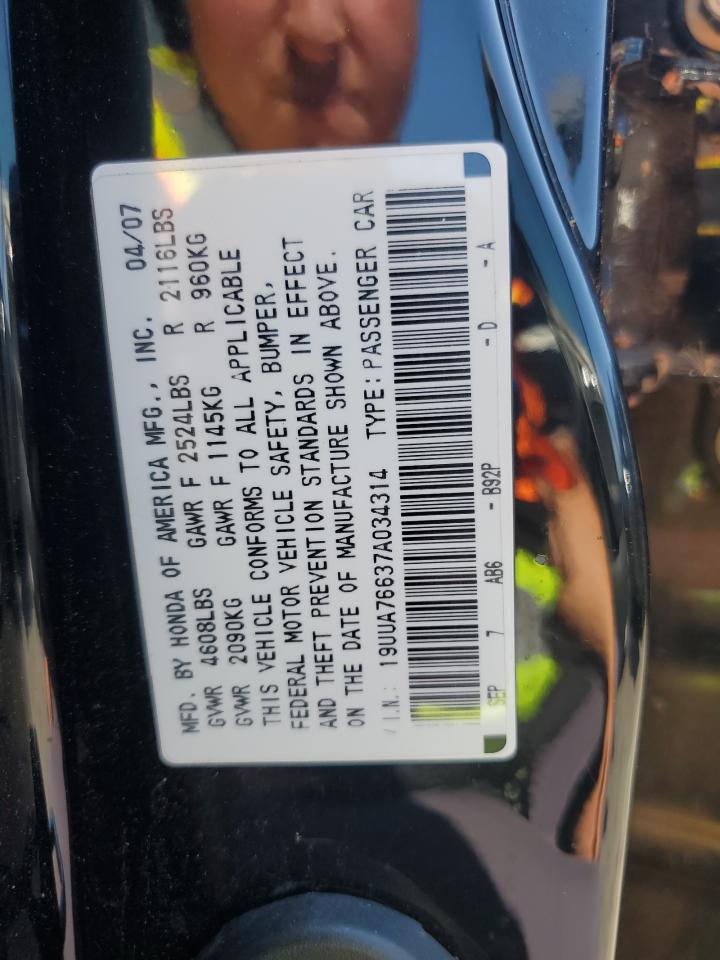 MFD. BY HONDA OF AMERICA MFG., INC. 04/07
GVWR 4608LBS GAWR F 2524LBS R 2116LBS
GVWR 2090KG GAWR F 1145KG R 960KG
THIS VEHICLE CONFORMS TO ALL APPLICABLE
FEDERAL MOTOR VEHICLE SAFETY, BUMPER,
AND THEFT PREVENTION STANDARDS IN EFFECT
ON THE DATE OF MANUFACTURE SHOWN ABOVE.
V.I.N.: 19UUA76637A034314 TYPE: PASSENGER CAR
SEP 7 AB6 - B92P - D - A